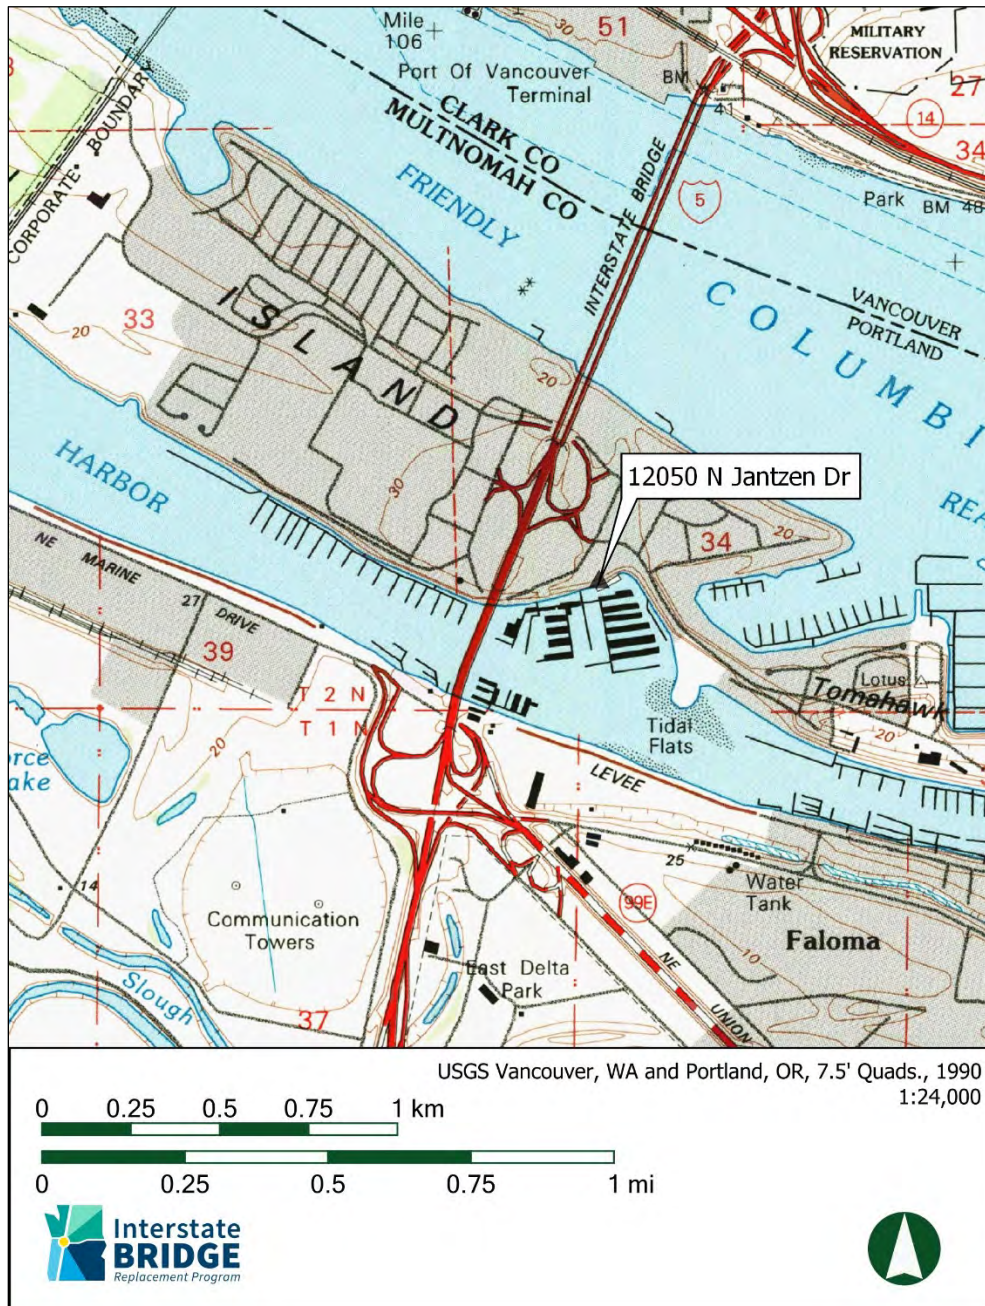 Mile
106
51
30
MILITARY
RESERVATION
Port Of Vancouver
Terminal
BM
41
27
14
34
CORPORATE
BOUNDARY
CLARK CO
MULTNOMAH CO
FRIENDLY
INTERSTATE BRIDGE
5
Park
BM 48
33
20
ISLAND
VANCOUVER
PORTLAND
COLUMBI
20
HARBOR
30
12050 N Jantzen Dr
REA
34
20
NE MARINE
DRIVE
27
39
T 2 N
T 1 N
Lotus
Tomahawk
20
Tidal
Flats
LEVEE
orce
ake
20
14
25
Water
Tank
Communication
Towers
99E
Faloma
10
NE
UNION
East Delta
Park
Slough
37
USGS Vancouver, WA and Portland, OR, 7.5' Quads., 1990
1:24,000
0 0.25 0.5 0.75 1 km
0 0.25 0.5 0.75 1 mi
Interstate
BRIDGE
Replacement Program